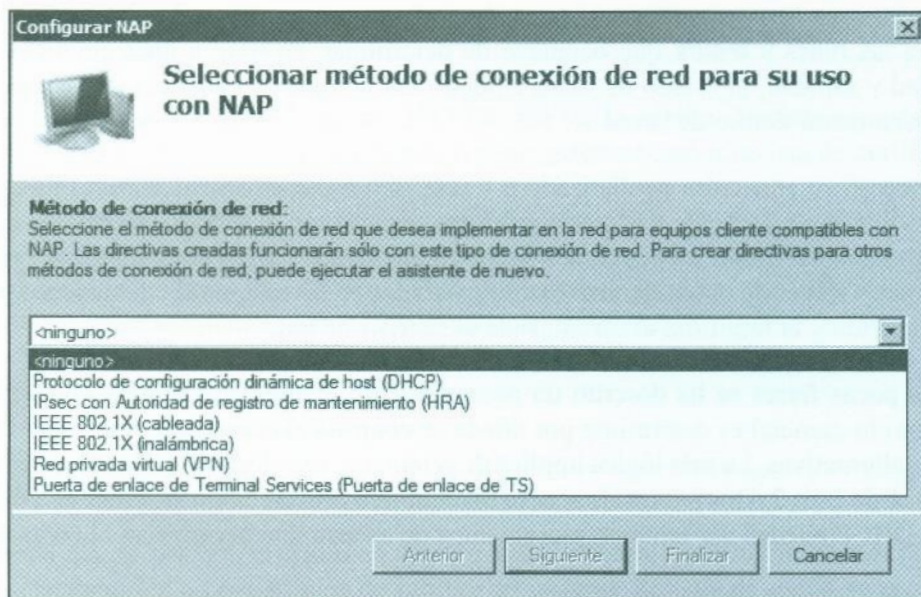 Configurar NAP
Seleccionar método de conexión de red para su uso
con NAP
Método de conexión de red:
Seleccione el método de conexión de red que desea implementar en la red para equipos cliente compatibles con
NAP. Las directivas creadas funcionarán sólo con este tipo de conexión de red. Para crear directivas para otros
métodos de conexión de red, puede ejecutar el asistente de nuevo.
<ninguno>
<ninguno>
Protocolo de configuración dinámica de host (DHCP)
IPsec con Autoridad de registro de mantenimiento (HRA)
IEEE 802.1X (cableada)
IEEE 802.1X (inalámbrica)
Red privada virtual (VPN)
Puerta de enlace de Terminal Services (Puerta de enlace de TS)
Anterior Siguiente Finalizar Cancelar